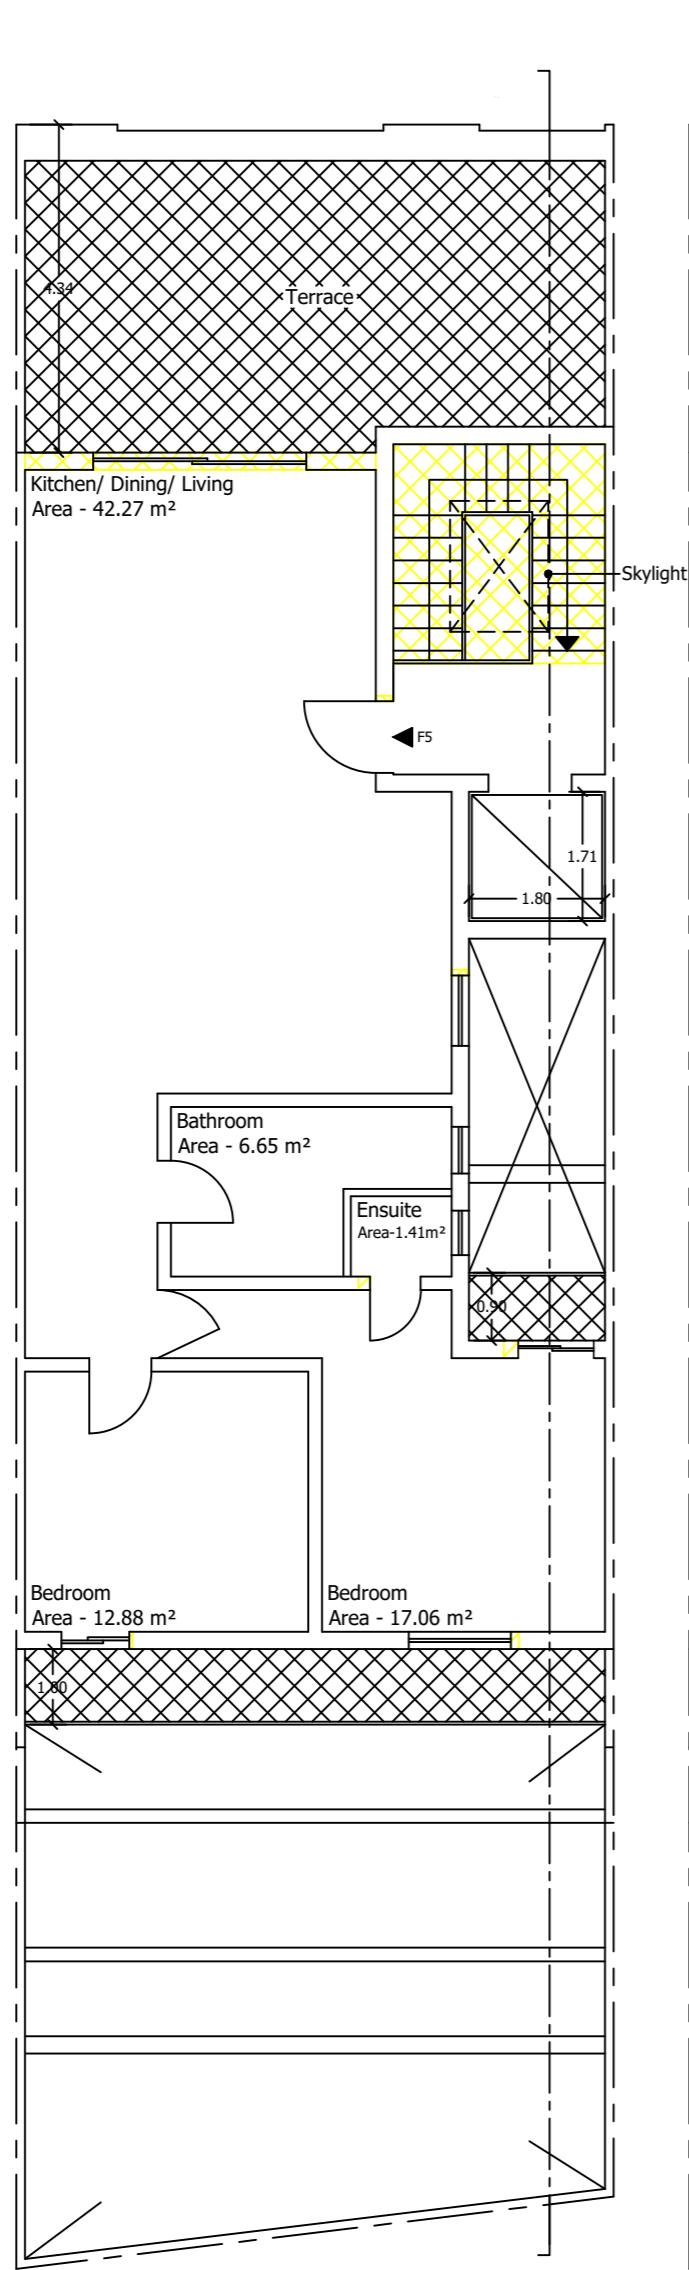 4.34
Terrace
Kitchen/ Dining/ Living
Area - 42.27 m²
Skylight
F5
1.71
1.80
Bathroom
Area - 6.65 m²
Ensuite
Area-1.41m²
0.90
Bedroom
Area - 12.88 m²
Bedroom
Area - 17.06 m²
1.00